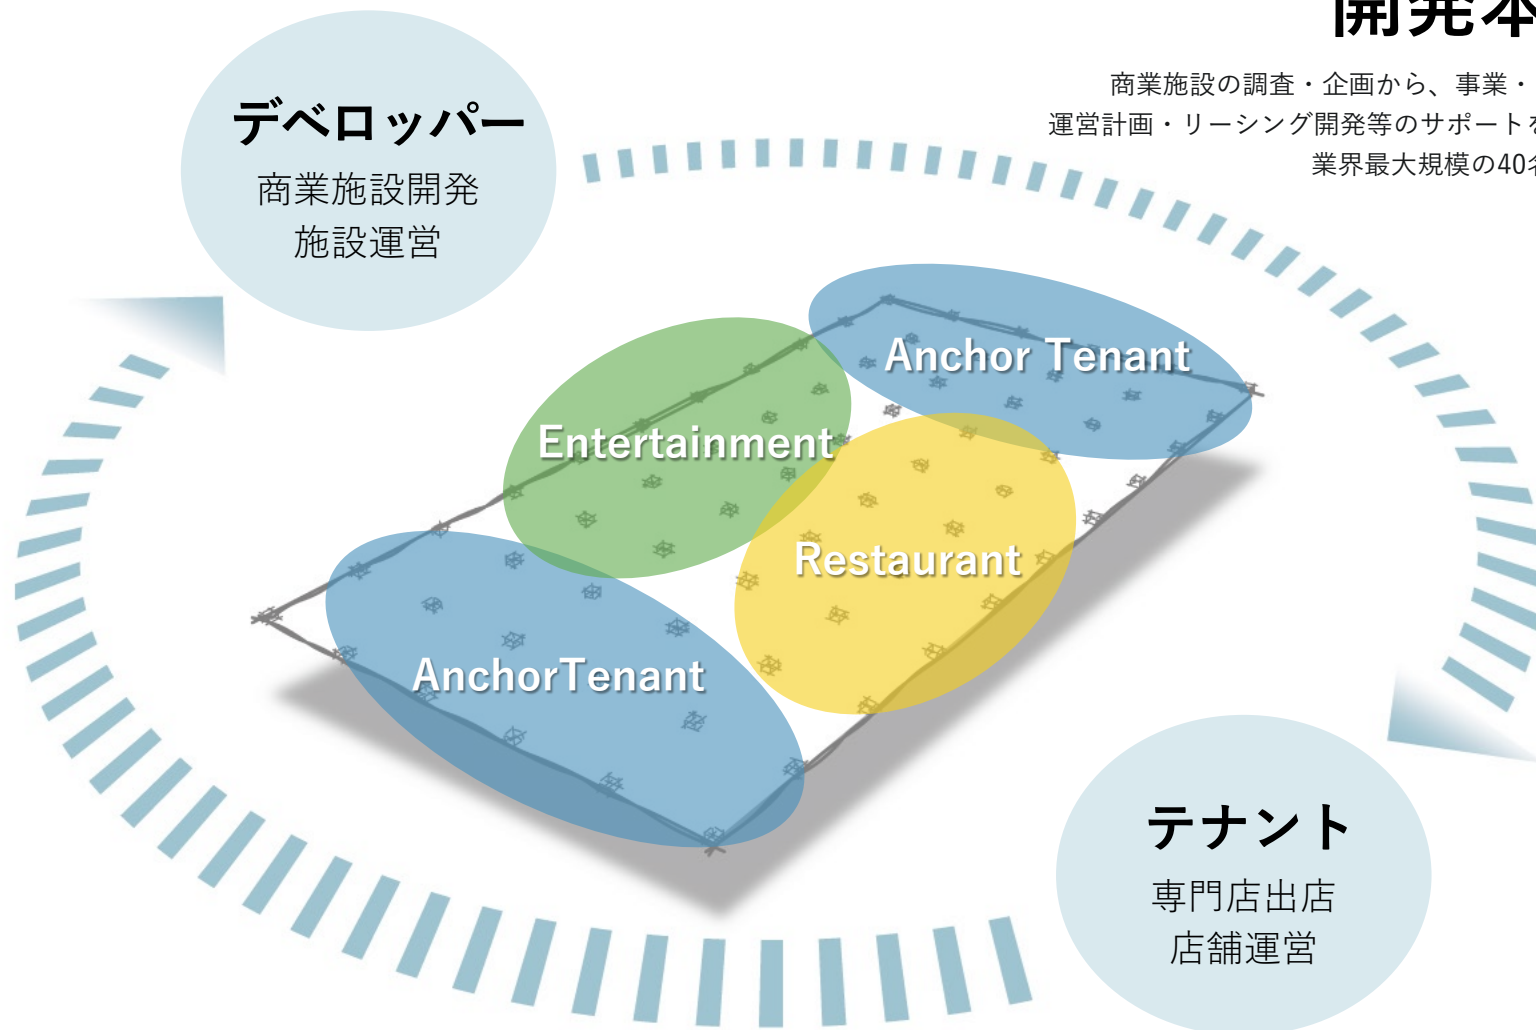 開発本
商業施設の調査・企画から、事業・
運営計画・リーシング開発等のサポートを
業界最大規模の40名
デベロッパー
商業施設開発
施設運営
Anchor Tenant
Entertainment
Restaurant
AnchorTenant
テナント
専門店出店
店舗運営